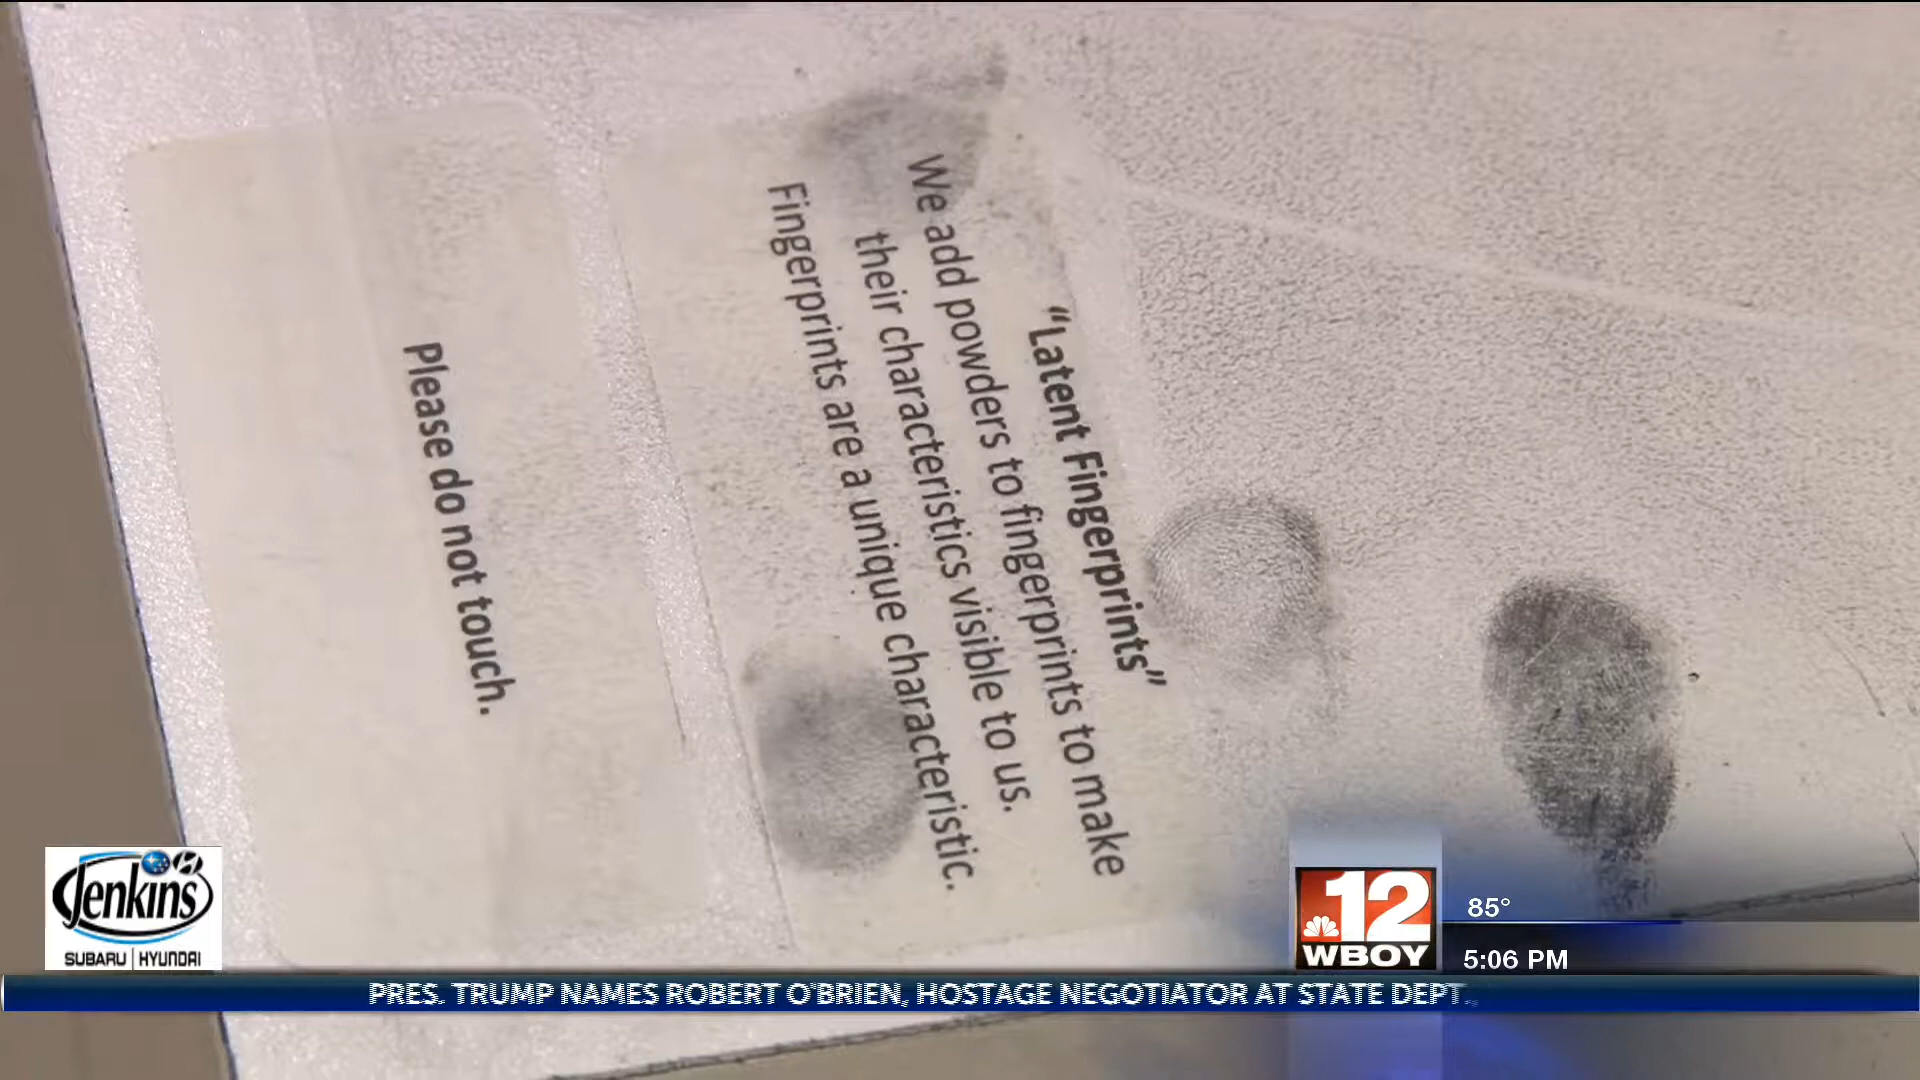 "Latent Fingerprints"
We add powders to fingerprints to make
their characteristics visible to us.
Fingerprints are a unique characteristic.
Please do not touch.
Jenkins
SUBARU | HYUNDAI
12
WBOY
85°
5:06 PM
PRES. TRUMP NAMES ROBERT O'BRIEN, HOSTAGE NEGOTIATOR AT STATE DEPT.